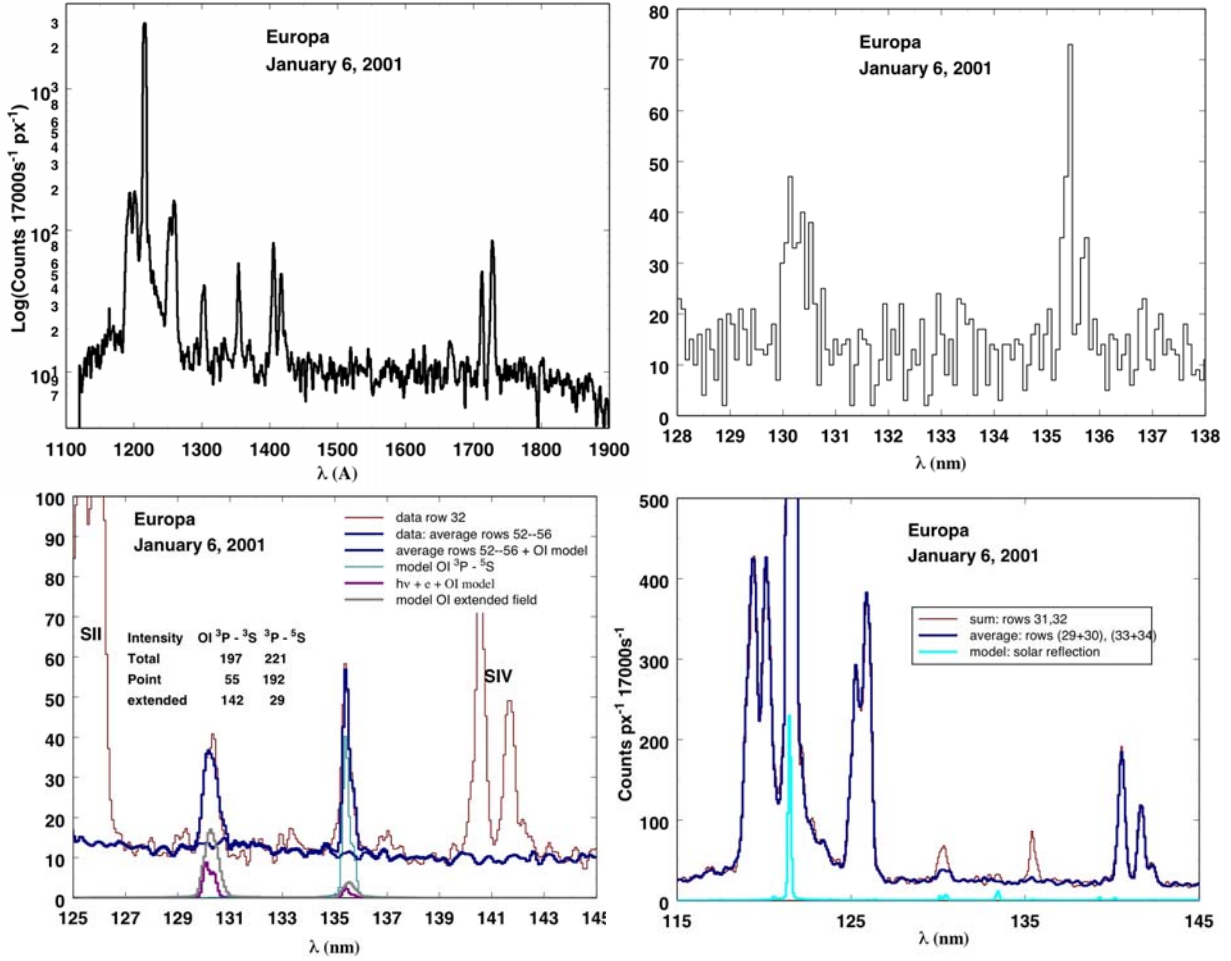 Europa
January 6, 2001
Log(Counts 17000s⁻¹ px⁻¹)
3
2
10³
8
6
5
4
3
2
10²
8
6
5
4
3
2
10¹
9
7
1100 1200 1300 1400 1500 1600 1700 1800 1900
λ (A)
Europa
January 6, 2001
80
70
60
50
40
30
20
10
0
128 129 130 131 132 133 134 135 136 137 138
λ (nm)
Europa
January 6, 2001
data row 32
data: average rows 52--56
average rows 52--56 + OI model
model OI ³P - ⁵S
hν + e + OI model
model OI extended field
SII
Intensity OI ³P - ³S ³P - ⁵S
Total 197 221
Point 55 192
extended 142 29
SIV
100
90
80
70
60
50
40
30
20
10
0
125 127 129 131 133 135 137 139 141 143 145
λ (nm)
Europa
January 6, 2001
sum: rows 31,32
average: rows (29+30), (33+34)
model: solar reflection
Counts px⁻¹ 17000s⁻¹
500
400
300
200
100
0
115 125 135 145
λ (nm)